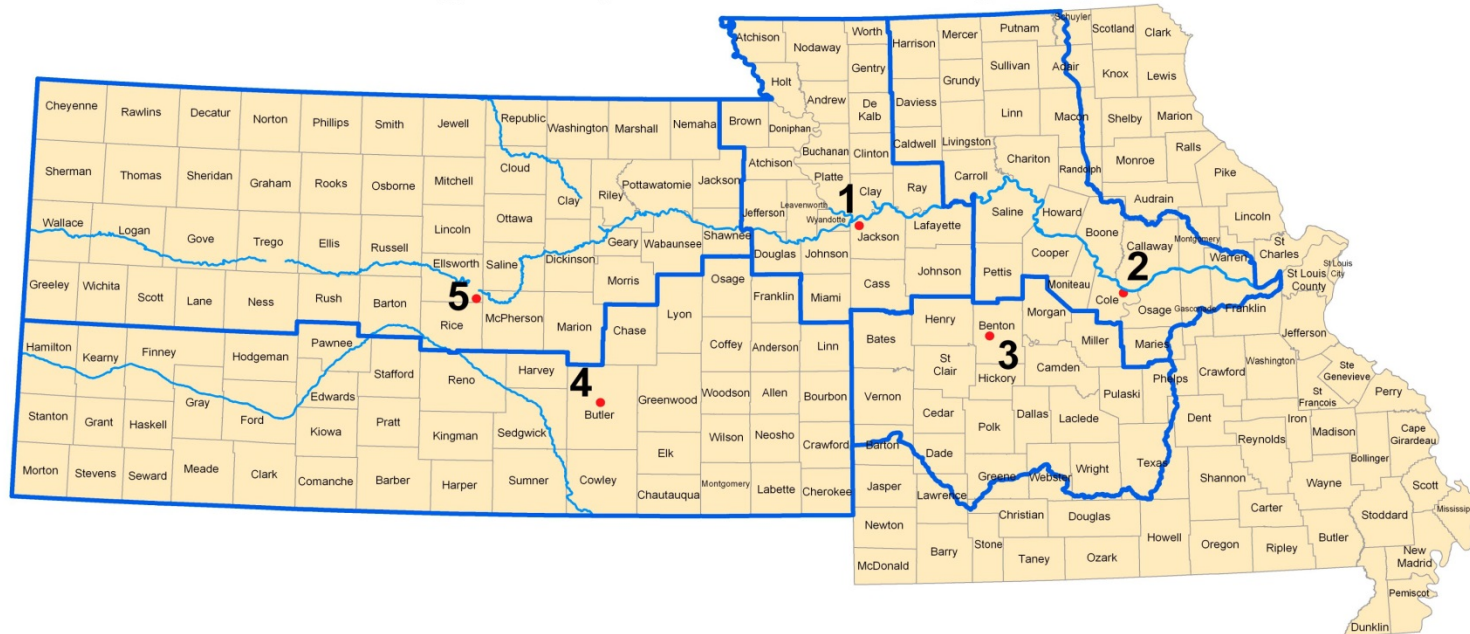 Atchison
Nodaway
Worth
Harrison
Mercer
Putnam
Schuyler
Scotland
Clark
Holt
Gentry
Sullivan
Adair
Knox
Lewis
Grundy
Andrew
De
Kalb
Daviess
Linn
Macon
Shelby
Marion
Cheyenne
Rawlins
Decatur
Norton
Phillips
Smith
Jewell
Republic
Washington
Marshall
Nemaha
Brown
Doniphan
Buchanan
Clinton
Caldwell
Livingston
Chariton
Randolph
Monroe
Ralls
Pike
Sherman
Thomas
Sheridan
Graham
Rooks
Osborne
Mitchell
Cloud
Clay
Riley
Pottawatomie
Jackson
Atchison
Platte
Clay
Ray
Carroll
Audrain
1
Wallace
Logan
Gove
Trego
Ellis
Russell
Lincoln
Ottawa
Geary
Wabaunsee
Shawnee
Jefferson
Leavenworth
Wyandotte
Jackson
Lafayette
Saline
Howard
Boone
Callaway
Montgomery
Lincoln
Warren
St
Charles
Ellsworth
Saline
Dickinson
Morris
Douglas
Johnson
Johnson
Pettis
Cooper
2
St Louis
County
St Louis
City
Greeley
Wichita
Scott
Lane
Ness
Rush
Barton
5
Rice
McPherson
Marion
Chase
Lyon
Osage
Franklin
Miami
Cass
Moniteau
Cole
Osage
Gasconade
Franklin
Jefferson
Hamilton
Kearny
Finney
Hodgeman
Pawnee
Stafford
Reno
Harvey
4
Butler
Greenwood
Coffey
Anderson
Linn
Bates
Henry
Benton
3
Morgan
Miller
Maries
Phelps
Crawford
Washington
Ste
Genevieve
St
Francois
Perry
St
Clair
Hickory
Camden
Pulaski
Gray
Ford
Edwards
Kiowa
Pratt
Kingman
Sedgwick
Woodson
Allen
Bourbon
Vernon
Cedar
Polk
Dallas
Laclede
Dent
Iron
Madison
Cape
Girardeau
Bollinger
Reynolds
Stanton
Grant
Haskell
Elk
Wilson
Neosho
Crawford
Barton
Dade
Greene
Webster
Wright
Texas
Shannon
Wayne
Scott
Mississip
Morton
Stevens
Seward
Meade
Clark
Comanche
Barber
Harper
Sumner
Cowley
Chautauqua
Montgomery
Labette
Cherokee
Jasper
Lawrence
Christian
Douglas
Howell
Carter
Stoddard
Newton
Barry
Stone
Taney
Ozark
Oregon
Ripley
Butler
New
Madrid
McDonald
Pemiscot
Dunklin